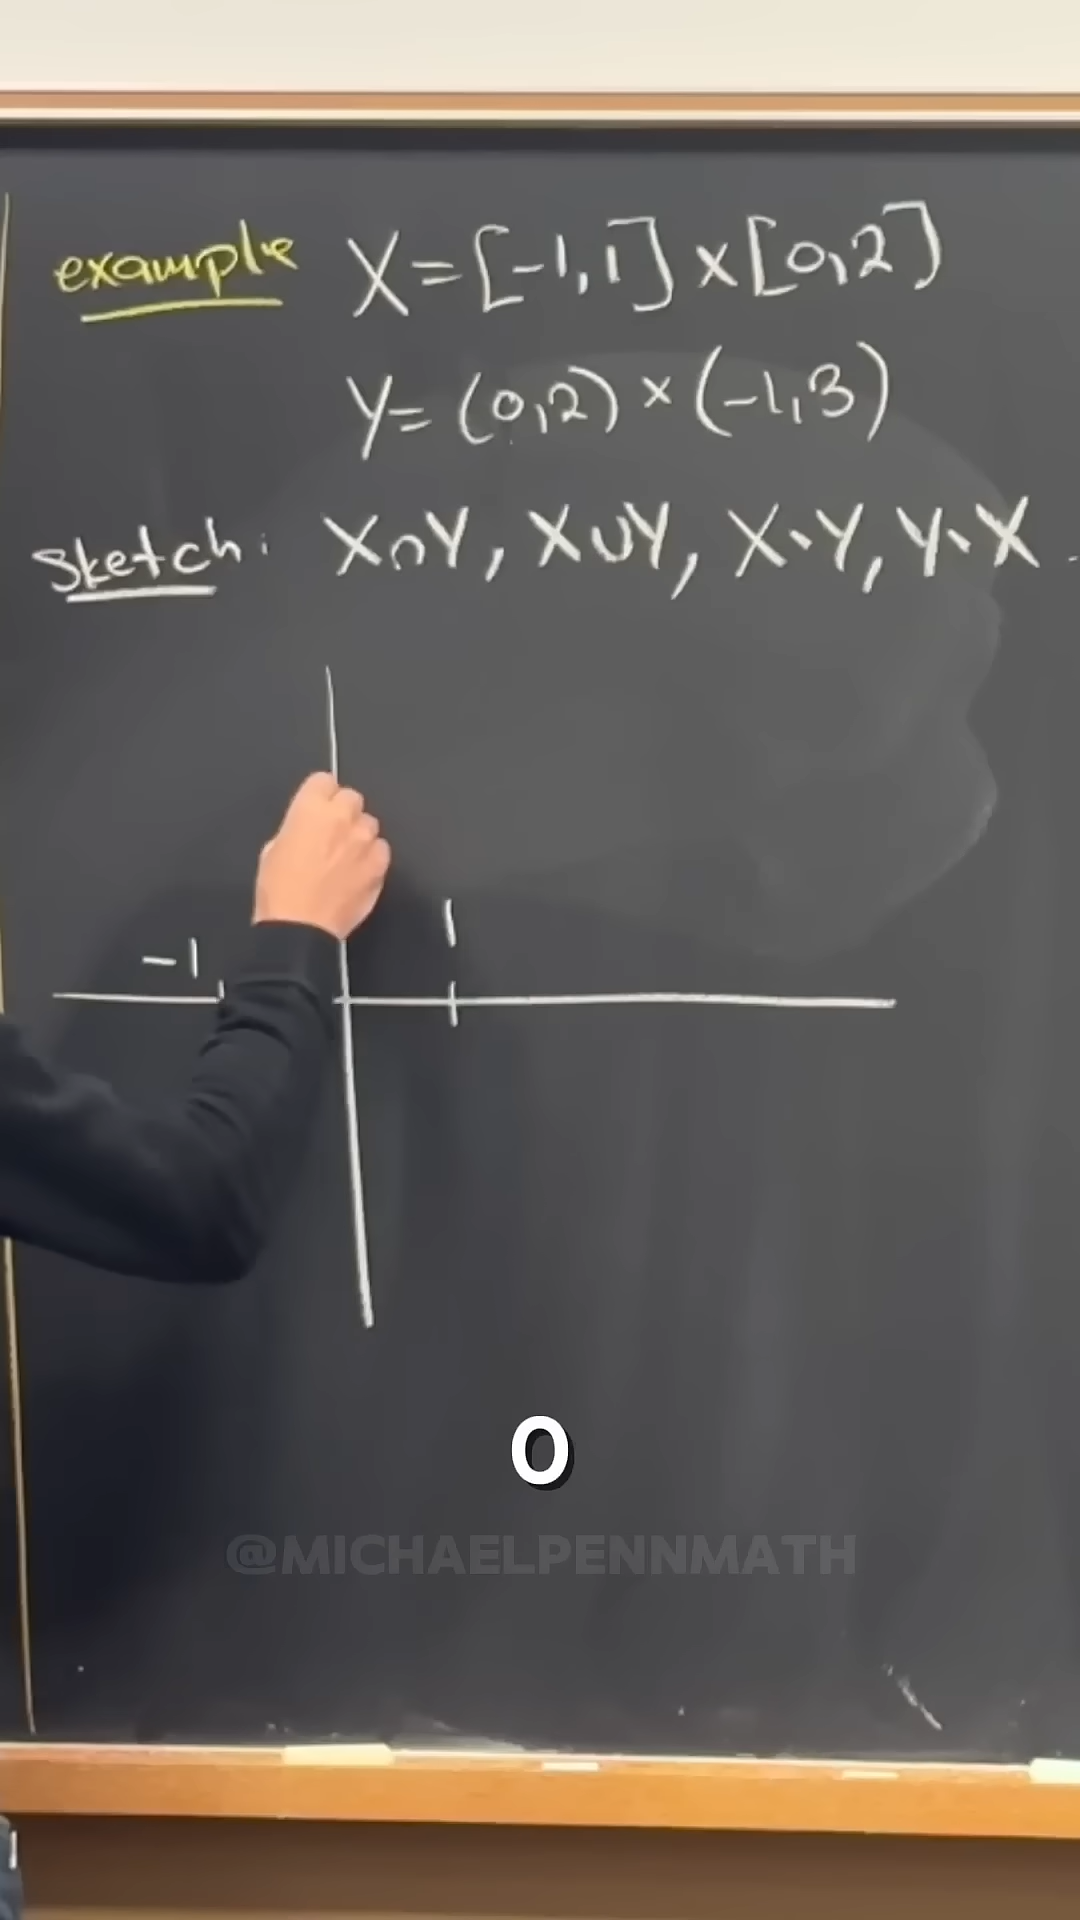 example X = [-1,1] × [0,2]
Y = (0,2) × (-1,3)
Sketch: X∩Y, X∪Y, X∖Y, Y∖X.
1
-1
0
@MICHAELPENNMATH